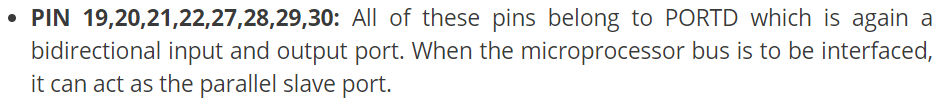 • PIN 19,20,21,22,27,28,29,30: All of these pins belong to PORTD which is again a
bidirectional input and output port. When the microprocessor bus is to be interfaced,
it can act as the parallel slave port.